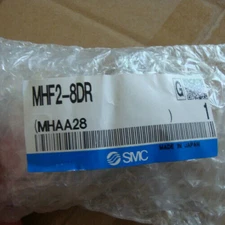 MHF2-8DR
G
(MHAA28 ) 1
SMC
MADE IN JAPAN